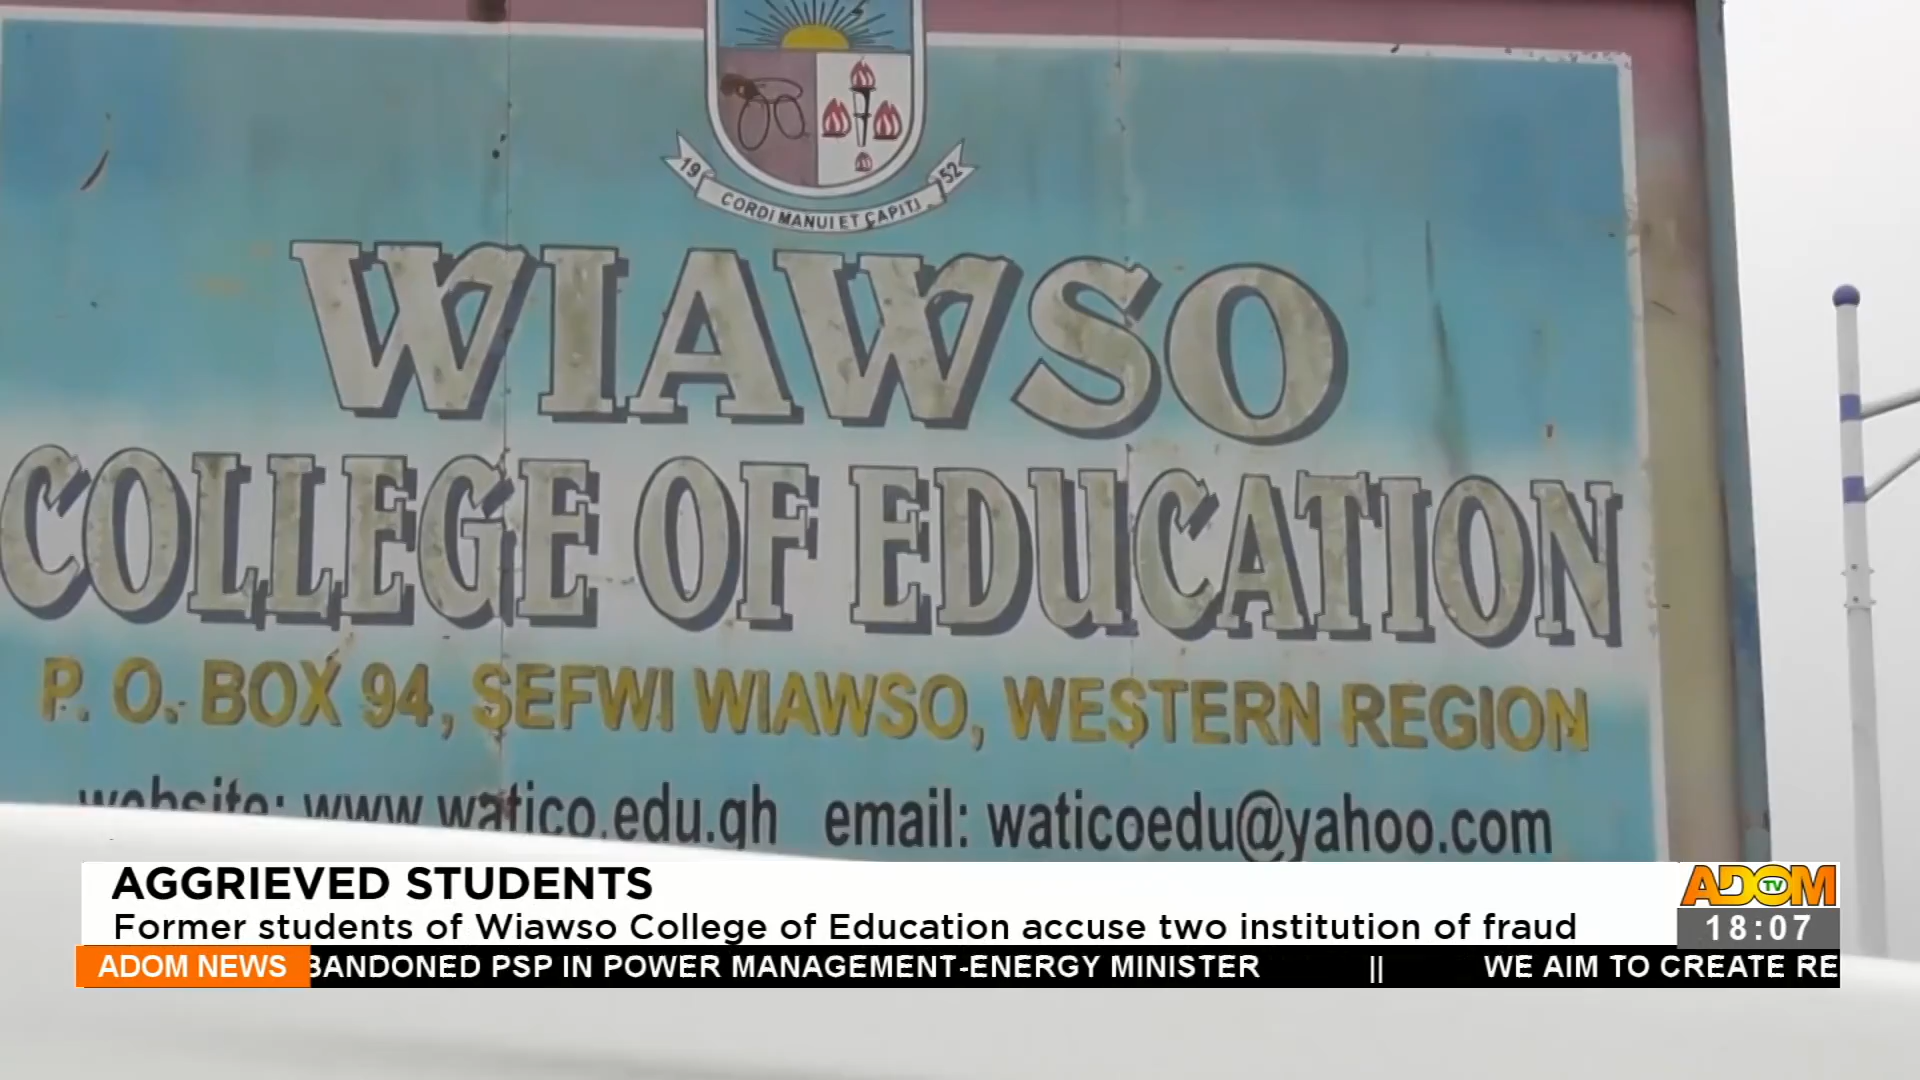 19 52
CORDI MANUI ET CAPITI
WIAWSO
COLLEGE OF EDUCATION
P. O. BOX 94, SEFWI WIAWSO, WESTERN REGION
website: www.watico.edu.gh email: waticoedu@yahoo.com
AGGRIEVED STUDENTS
Former students of Wiawso College of Education accuse two institution of fraud
ADOM TV
18:07
ADOM NEWS BANDONED PSP IN POWER MANAGEMENT-ENERGY MINISTER || WE AIM TO CREATE RE